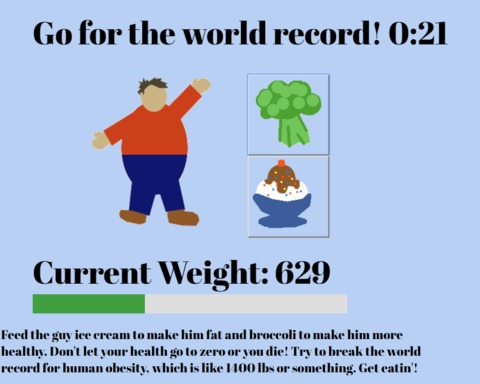 Go for the world record! 0:21
Current Weight: 629
Feed the guy ice cream to make him fat and broccoli to make him more
healthy. Don't let your health go to zero or you die! Try to break the world
record for human obesity, which is like 1400 lbs or something. Get eatin'!